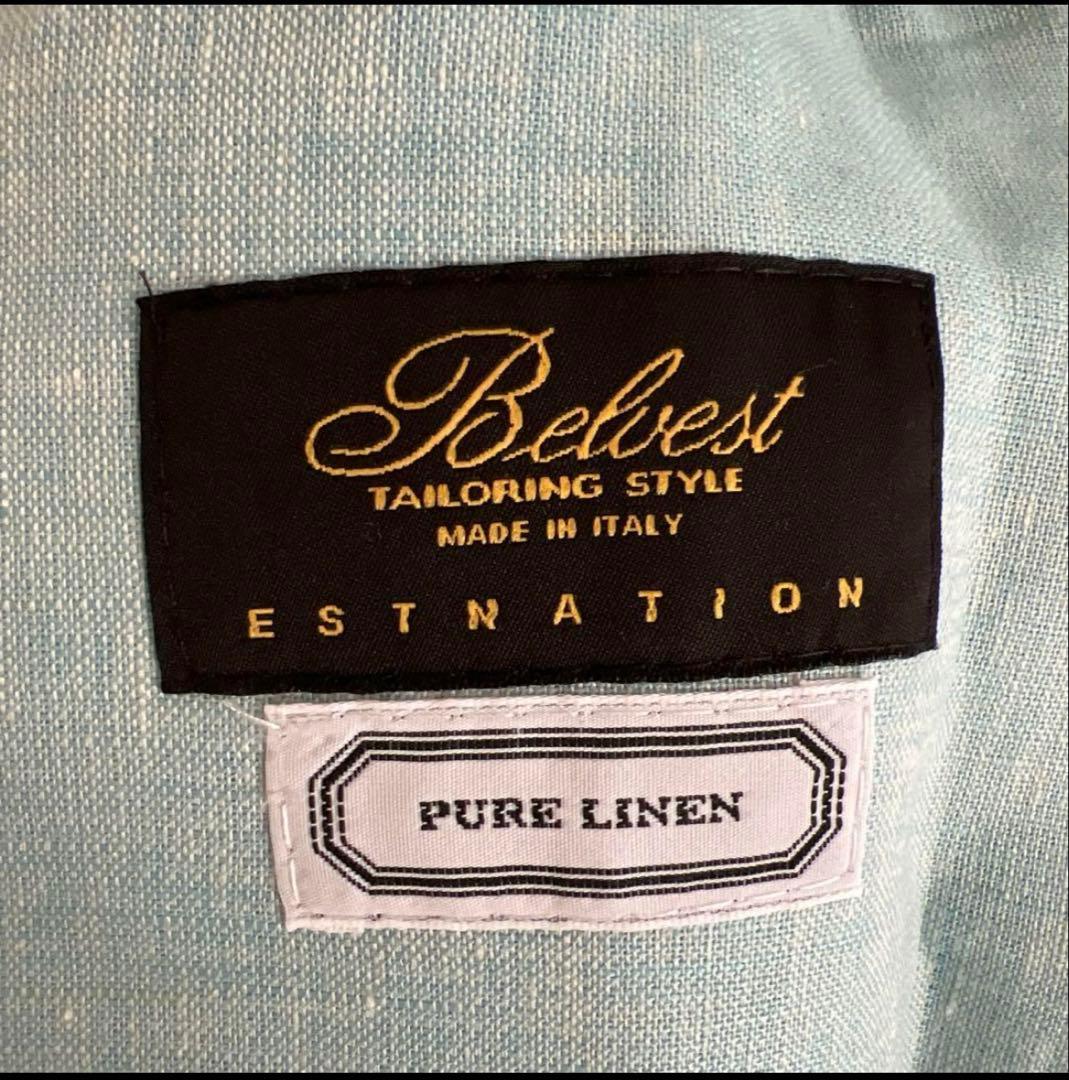 Belvest
TAILORING STYLE
MADE IN ITALY
ESTNATION
PURE LINEN